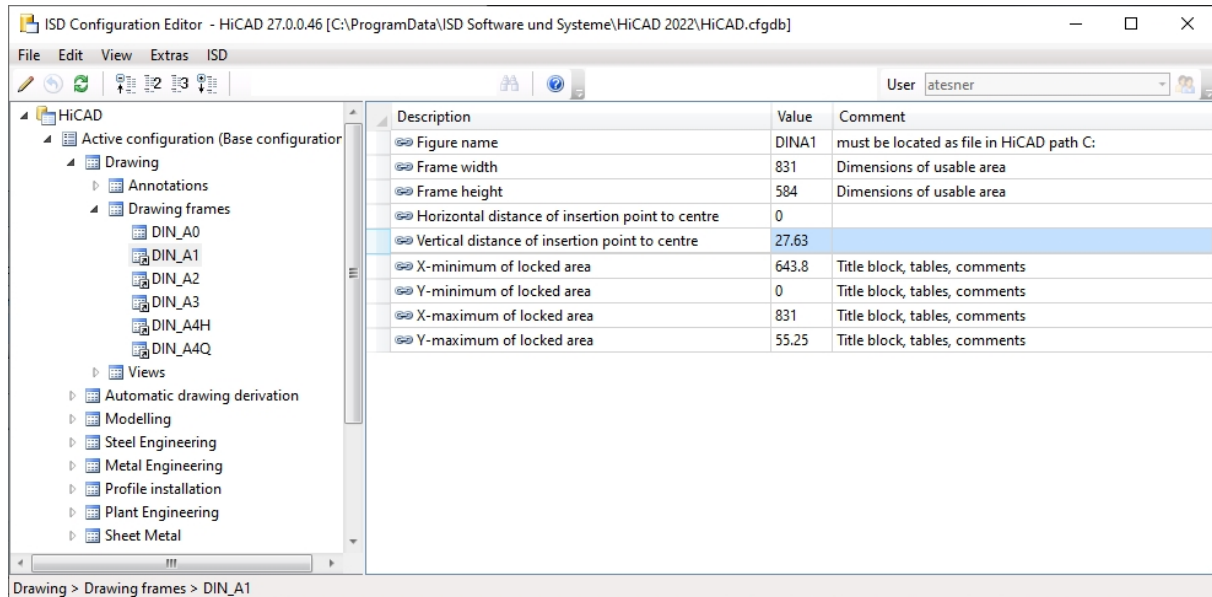 ISD Configuration Editor - HiCAD 27.0.0.46 [C:\ProgramData\ISD Software und Systeme\HiCAD 2022\HiCAD.cfgdb]
File Edit View Extras ISD
2 3 User atesner
HiCAD
Active configuration (Base configuration
Drawing
Annotations
Drawing frames
DIN_A0
DIN_A1
DIN_A2
DIN_A3
DIN_A4H
DIN_A4Q
Views
Automatic drawing derivation
Modelling
Steel Engineering
Metal Engineering
Profile installation
Plant Engineering
Sheet Metal
Description Value Comment
Figure name DINA1 must be located as file in HiCAD path C:
Frame width 831 Dimensions of usable area
Frame height 584 Dimensions of usable area
Horizontal distance of insertion point to centre 0
Vertical distance of insertion point to centre 27.63
X-minimum of locked area 643.8 Title block, tables, comments
Y-minimum of locked area 0 Title block, tables, comments
X-maximum of locked area 831 Title block, tables, comments
Y-maximum of locked area 55.25 Title block, tables, comments
Drawing > Drawing frames > DIN_A1